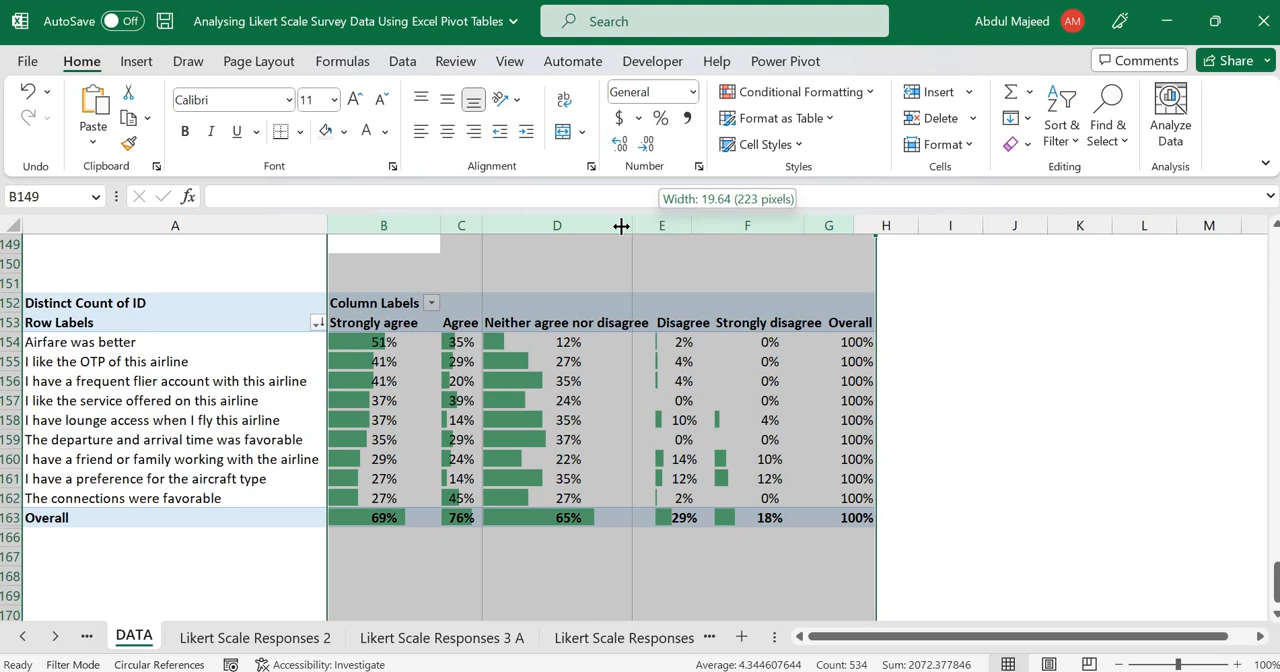 AutoSave Off Analysing Likert Scale Survey Data Using Excel Pivot Tables Search Abdul Majeed AM
File Home Insert Draw Page Layout Formulas Data Review View Automate Developer Help Power Pivot Comments Share
Calibri 11 General Conditional Formatting Insert
Paste B I U A $ % Format as Table Delete Sort & Filter Find & Select Analyze Data
Cell Styles Format
Undo Clipboard Font Alignment Number Styles Cells Editing Analysis
B149 fx Width: 19.64 (223 pixels)
A B C D E F G H I J K L M
149
150
151
152 Distinct Count of ID Column Labels
153 Row Labels Strongly agree Agree Neither agree nor disagree Disagree Strongly disagree Overall
154 Airfare was better 51% 35% 12% 2% 0% 100%
155 I like the OTP of this airline 41% 29% 27% 4% 0% 100%
156 I have a frequent flier account with this airline 41% 20% 35% 4% 0% 100%
157 I like the service offered on this airline 37% 39% 24% 0% 0% 100%
158 I have lounge access when I fly this airline 37% 14% 35% 10% 4% 100%
159 The departure and arrival time was favorable 35% 29% 37% 0% 0% 100%
160 I have a friend or family working with the airline 29% 24% 22% 14% 10% 100%
161 I have a preference for the aircraft type 27% 14% 35% 12% 12% 100%
162 The connections were favorable 27% 45% 27% 2% 0% 100%
163 Overall 69% 76% 65% 29% 18% 100%
166
167
168
169
170
DATA Likert Scale Responses 2 Likert Scale Responses 3 A Likert Scale Responses
Ready Filter Mode Circular References Accessibility: Investigate Average: 4.344607644 Count: 534 Sum: 2072.377846 100%